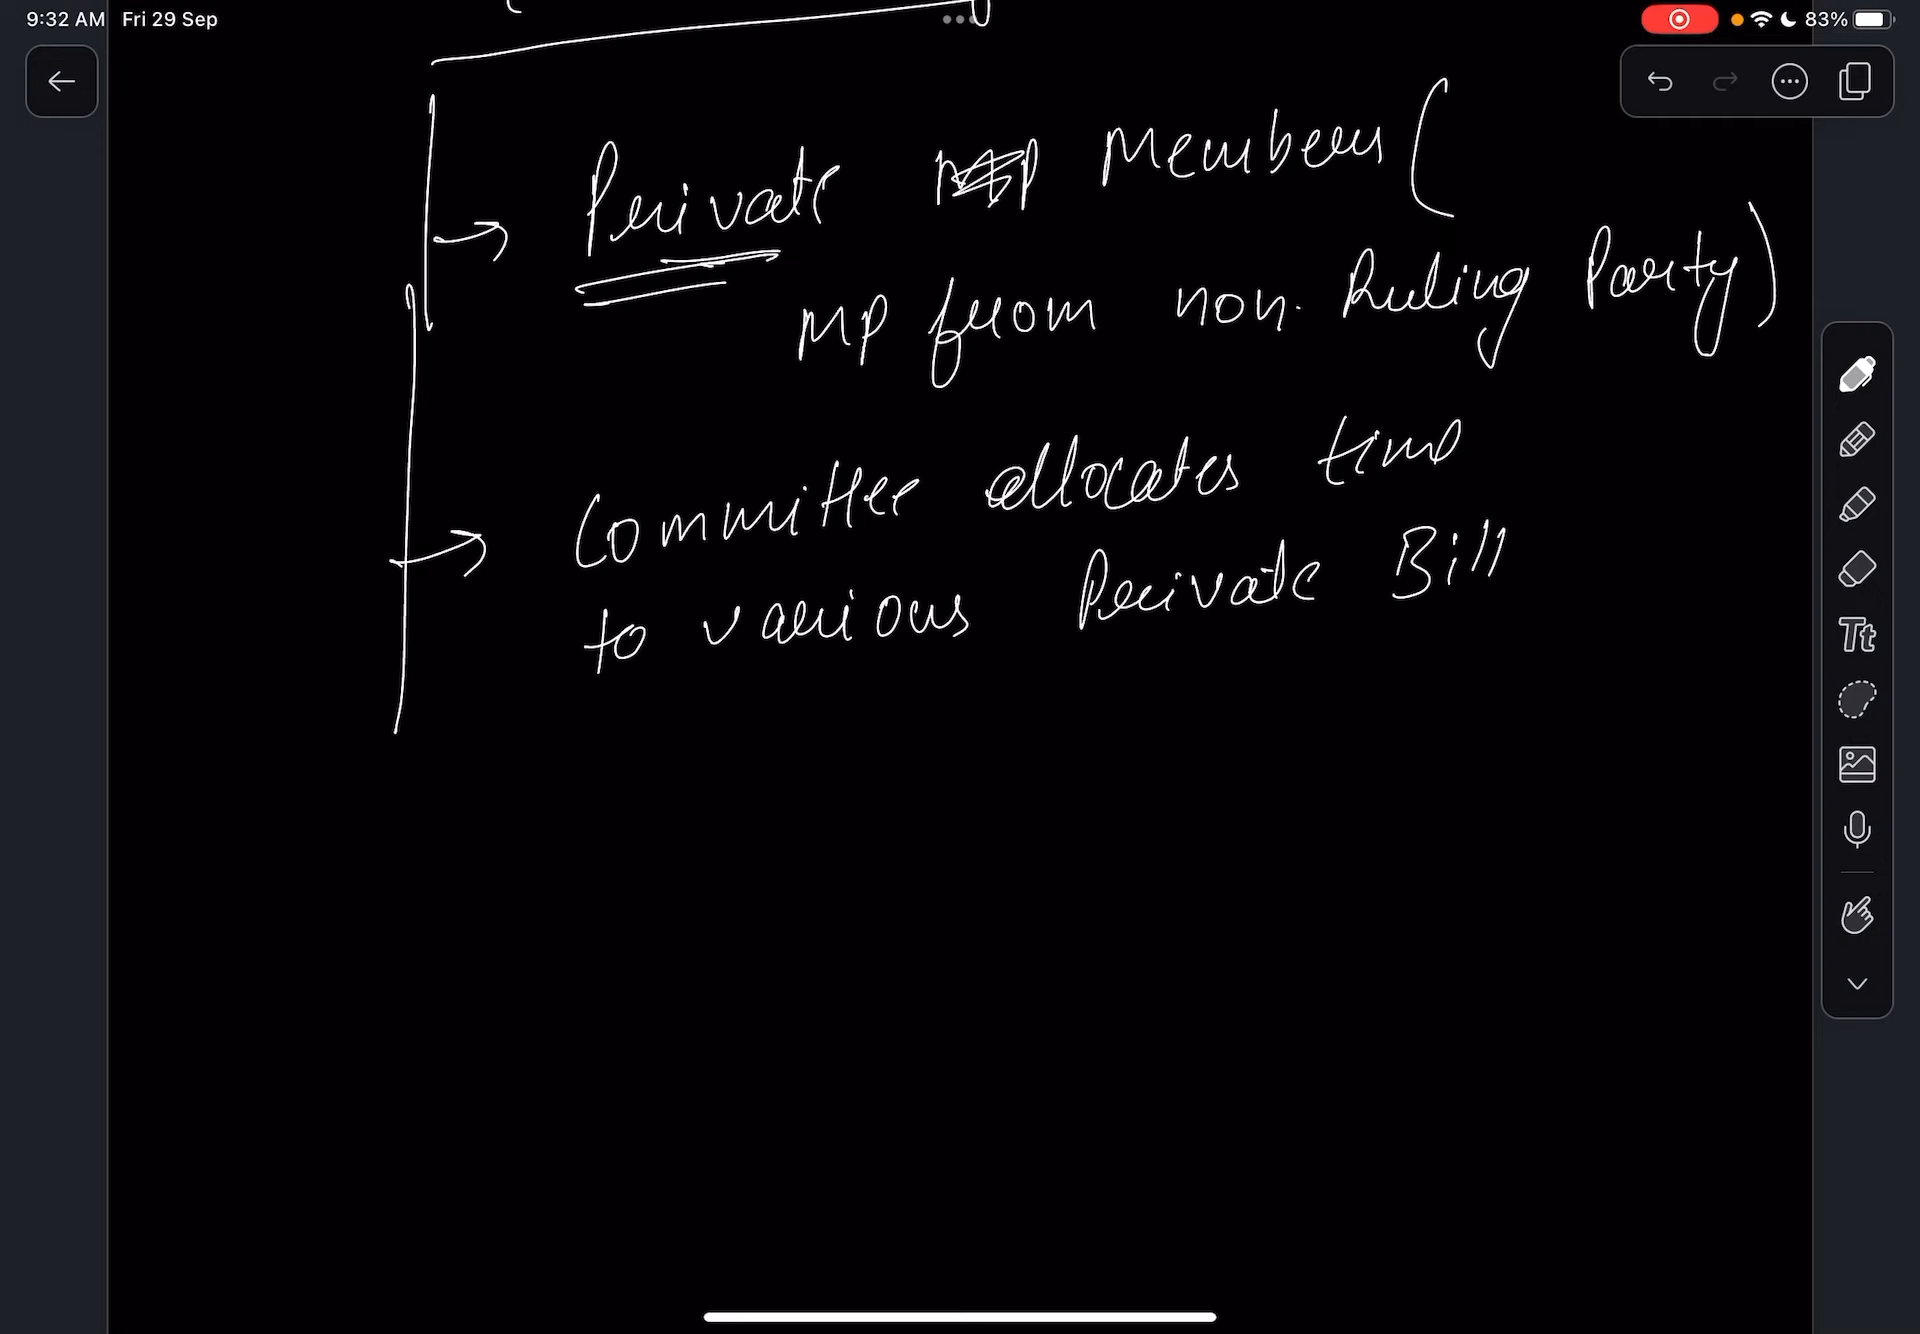 9:32 AM Fri 29 Sep
83%
Private Members (
MP from non. Ruling Party)
Committee allocates time
to various Private Bill
Tt